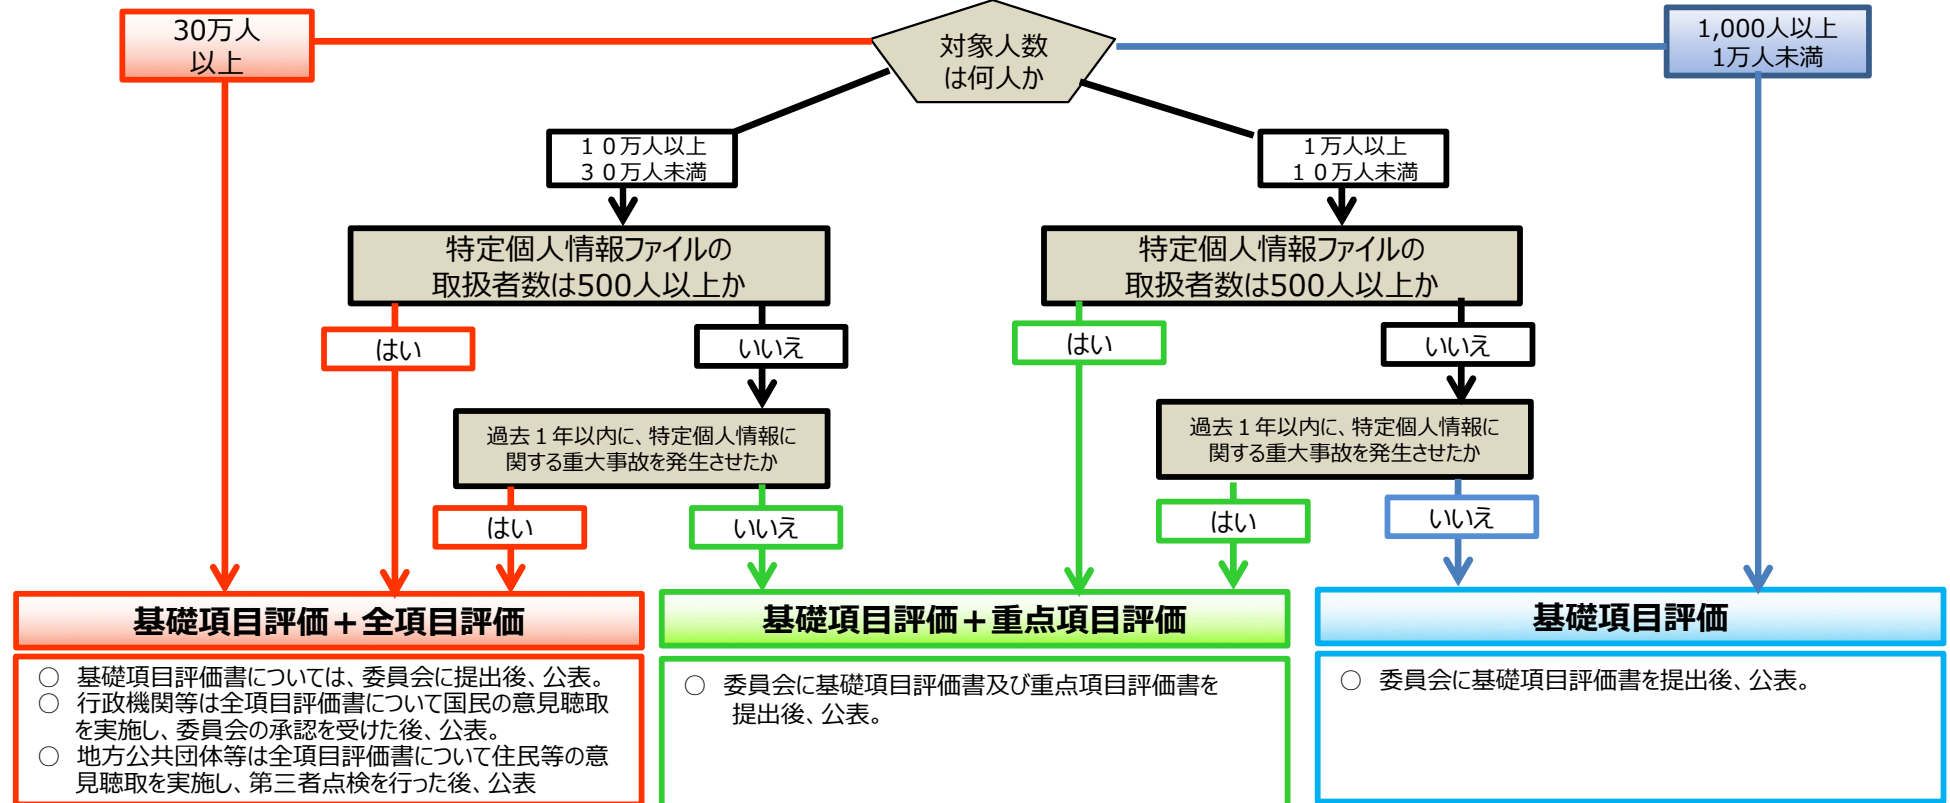 対象人数
は何人か
30万人
以上
1,000人以上
1万人未満
１０万人以上
３０万人未満
１万人以上
１０万人未満
特定個人情報ファイルの
取扱者数は500人以上か
特定個人情報ファイルの
取扱者数は500人以上か
はい
いいえ
はい
いいえ
過去１年以内に、特定個人情報に
関する重大事故を発生させたか
過去１年以内に、特定個人情報に
関する重大事故を発生させたか
はい
いいえ
はい
いいえ
基礎項目評価＋全項目評価
○ 基礎項目評価書については、委員会に提出後、公表。
○ 行政機関等は全項目評価書について国民の意見聴取
を実施し、委員会の承認を受けた後、公表。
○ 地方公共団体等は全項目評価書について住民等の意
見聴取を実施し、第三者点検を行った後、公表
基礎項目評価＋重点項目評価
○ 委員会に基礎項目評価書及び重点項目評価書を
提出後、公表。
基礎項目評価
○ 委員会に基礎項目評価書を提出後、公表。